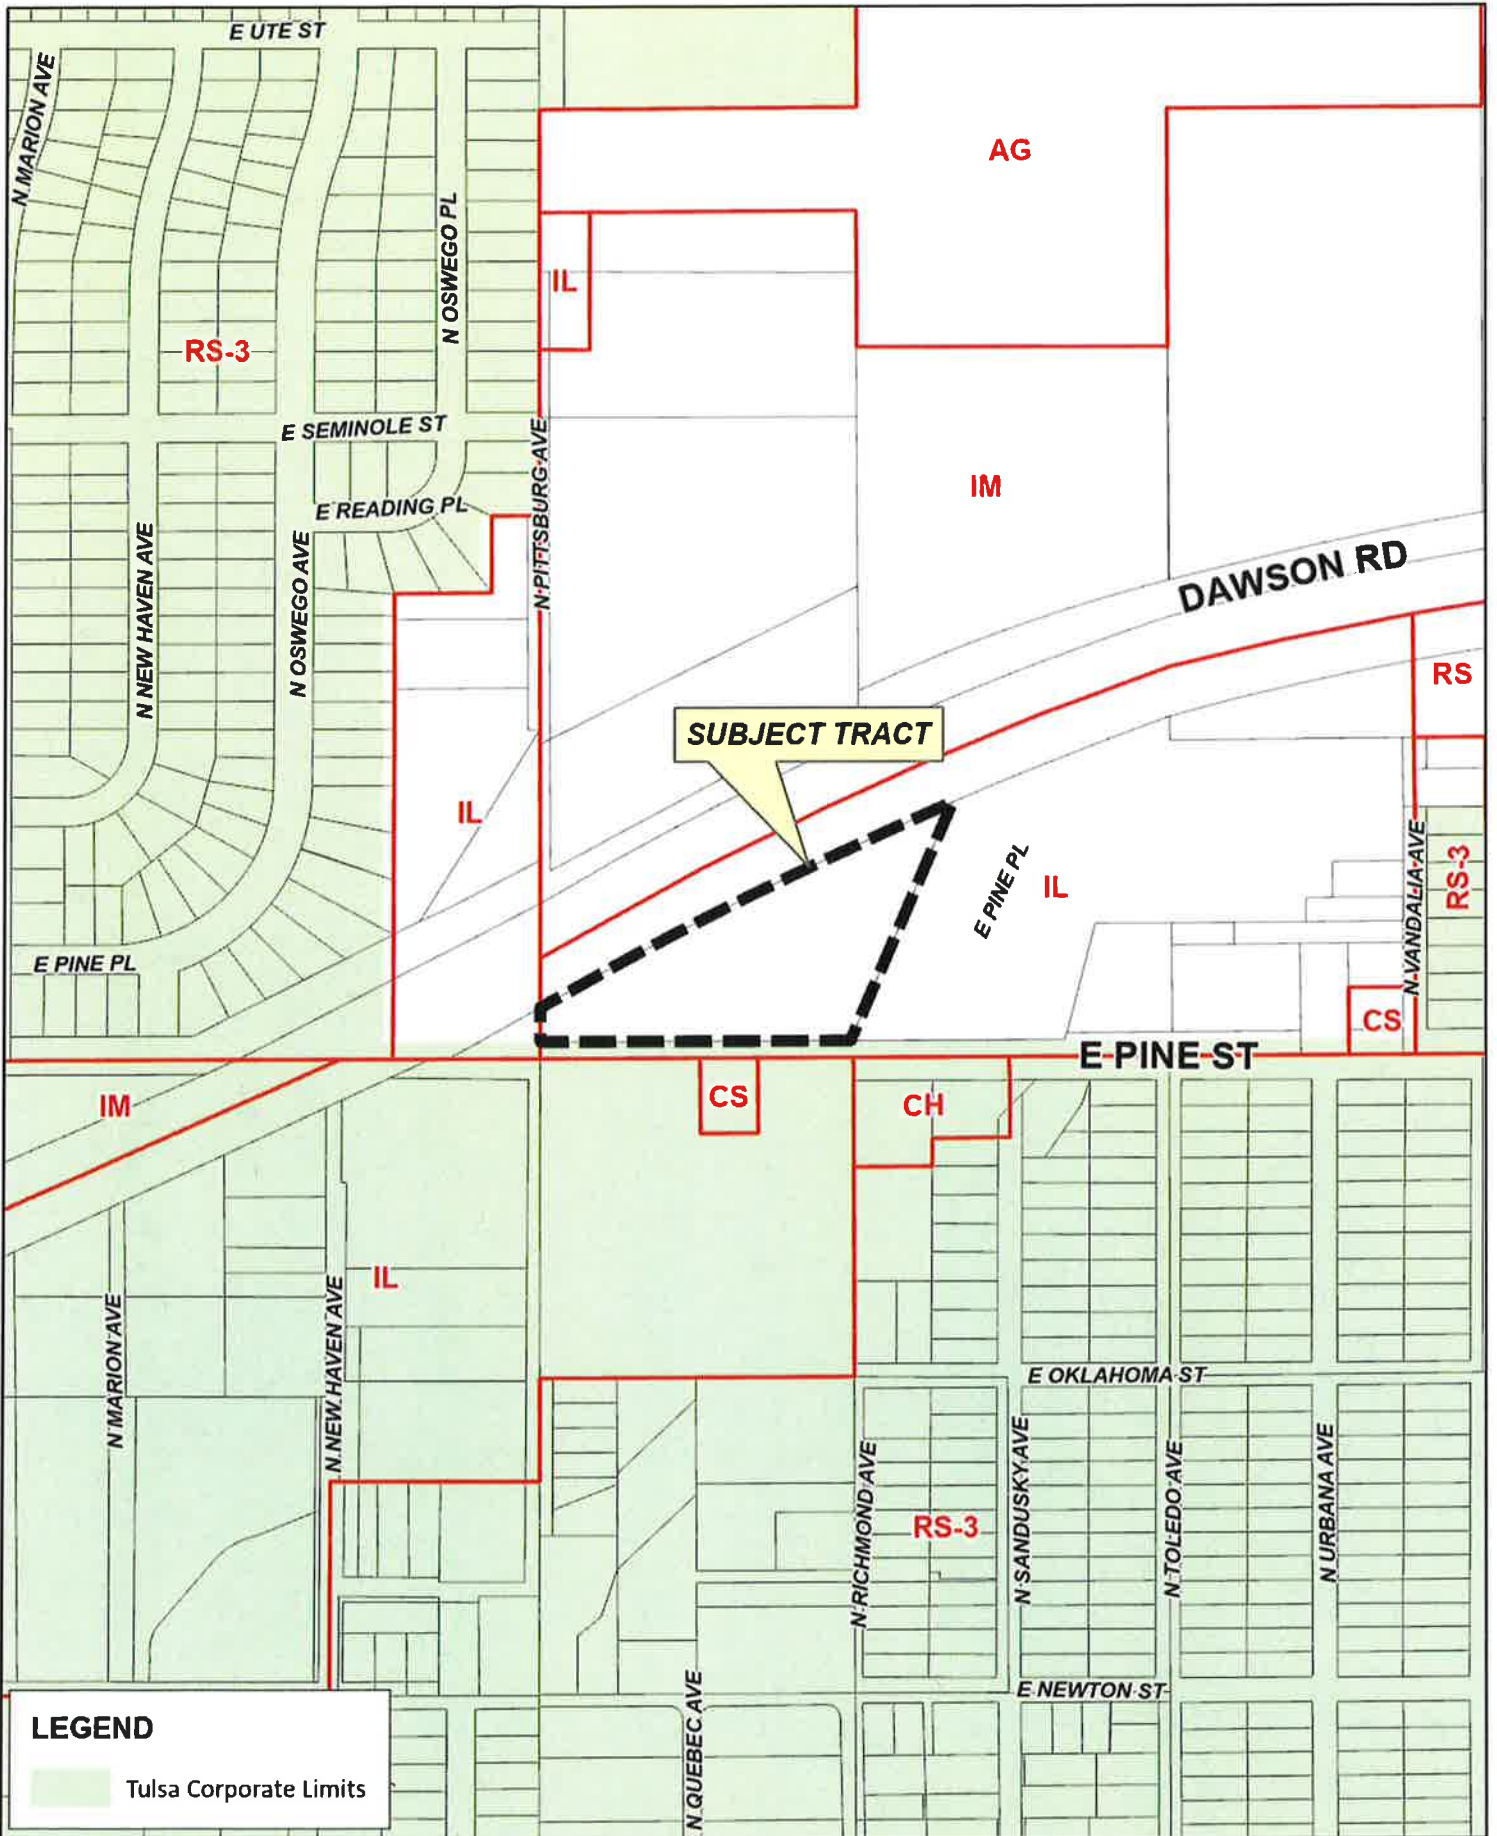 E UTE ST
N MARION AVE
AG
N OSWEGO PL
IL
RS-3
E SEMINOLE ST
N PITTSBURG AVE
IM
E READING PL
N NEW HAVEN AVE
N OSWEGO AVE
DAWSON RD
RS
SUBJECT TRACT
IL
E PINE PL
IL
N VANDALIA AVE
RS-3
E PINE PL
CS
E PINE ST
IM
CS
CH
IL
N MARION AVE
N NEW HAVEN AVE
E OKLAHOMA ST
N RICHMOND AVE
N SANDUSKY AVE
N TOLEDO AVE
N URBANA AVE
RS-3
E NEWTON ST
N QUEBEC AVE
LEGEND
Tulsa Corporate Limits